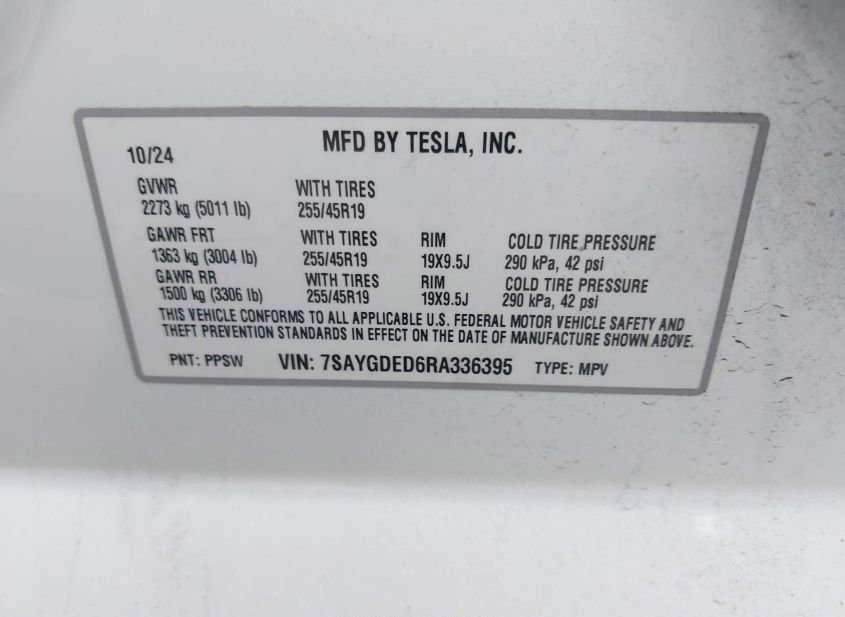 MFD BY TESLA, INC.
10/24
GVWR WITH TIRES
2273 kg (5011 lb) 255/45R19
GAWR FRT WITH TIRES RIM COLD TIRE PRESSURE
1363 kg (3004 lb) 255/45R19 19X9.5J 290 kPa, 42 psi
GAWR RR WITH TIRES RIM COLD TIRE PRESSURE
1500 kg (3306 lb) 255/45R19 19X9.5J 290 kPa, 42 psi
THIS VEHICLE CONFORMS TO ALL APPLICABLE U.S. FEDERAL MOTOR VEHICLE SAFETY AND
THEFT PREVENTION STANDARDS IN EFFECT ON THE DATE OF MANUFACTURE SHOWN ABOVE.
PNT: PPSW VIN: 7SAYGDED6RA336395 TYPE: MPV